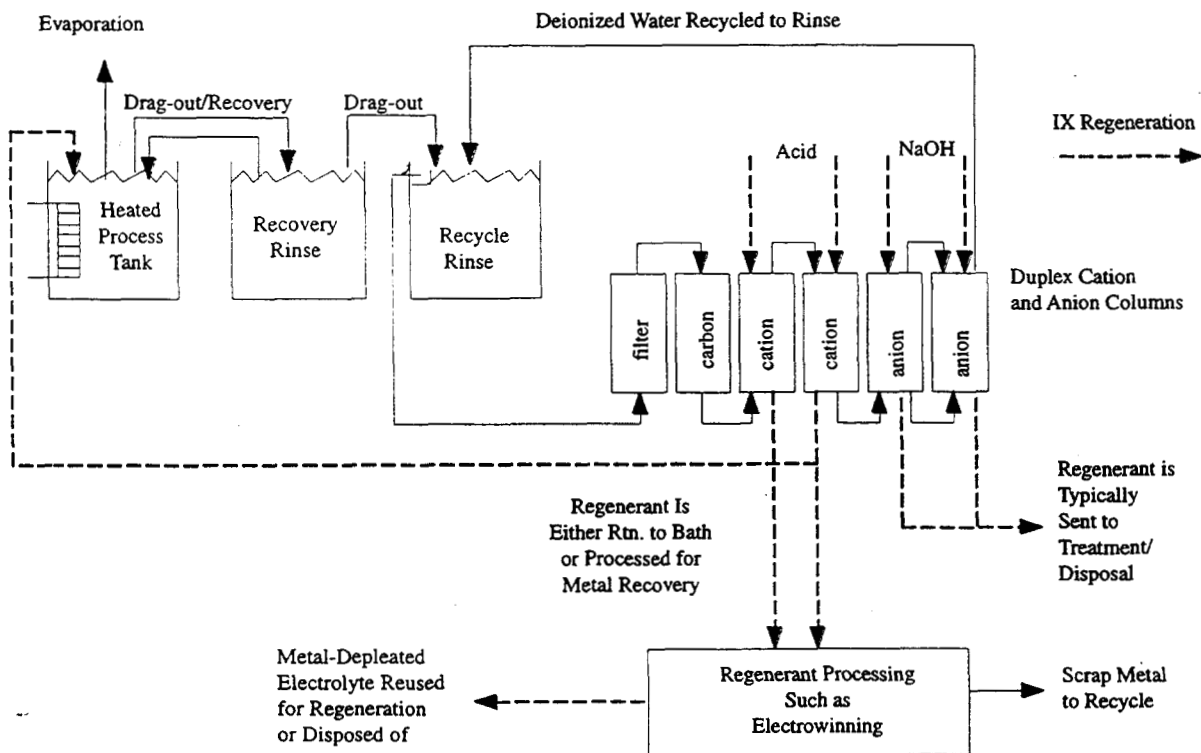 Evaporation
Deionized Water Recycled to Rinse
Drag-out/Recovery
Drag-out
IX Regeneration
Acid
NaOH
Heated
Process
Tank
Recovery
Rinse
Recycle
Rinse
filter
carbon
cation
cation
anion
anion
Duplex Cation
and Anion Columns
Regenerant Is
Either Rtn. to Bath
or Processed for
Metal Recovery
Regenerant is
Typically
Sent to
Treatment/
Disposal
Metal-Depleated
Electrolyte Reused
for Regeneration
or Disposed of
Regenerant Processing
Such as
Electrowinning
Scrap Metal
to Recycle